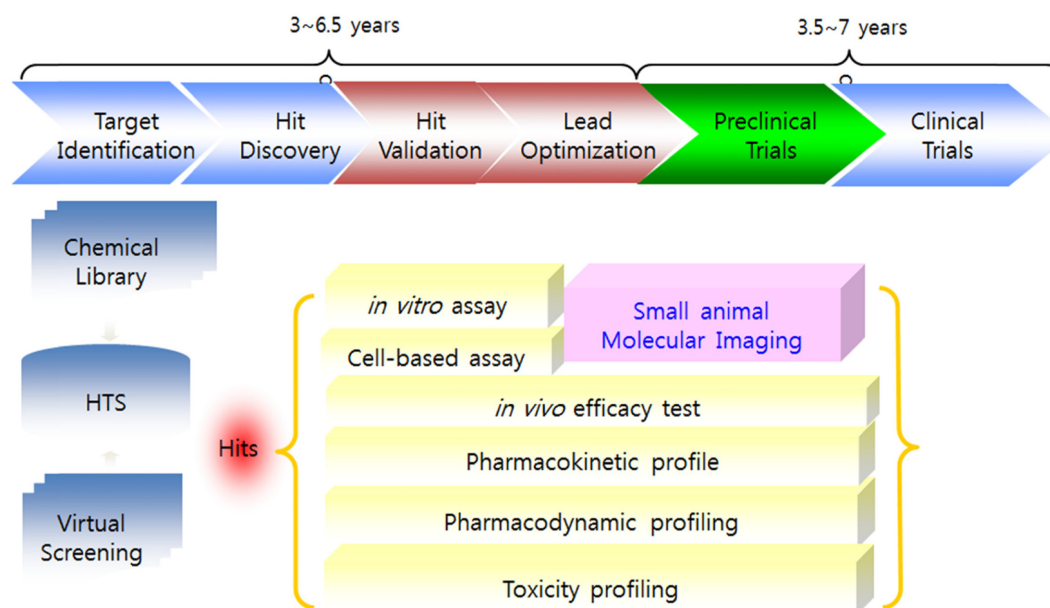 3~6.5 years
3.5~7 years
Target
Identification
Hit
Discovery
Hit
Validation
Lead
Optimization
Preclinical
Trials
Clinical
Trials
Chemical
Library
HTS
Virtual
Screening
Hits
in vitro assay
Cell-based assay
Small animal
Molecular Imaging
in vivo efficacy test
Pharmacokinetic profile
Pharmacodynamic profiling
Toxicity profiling